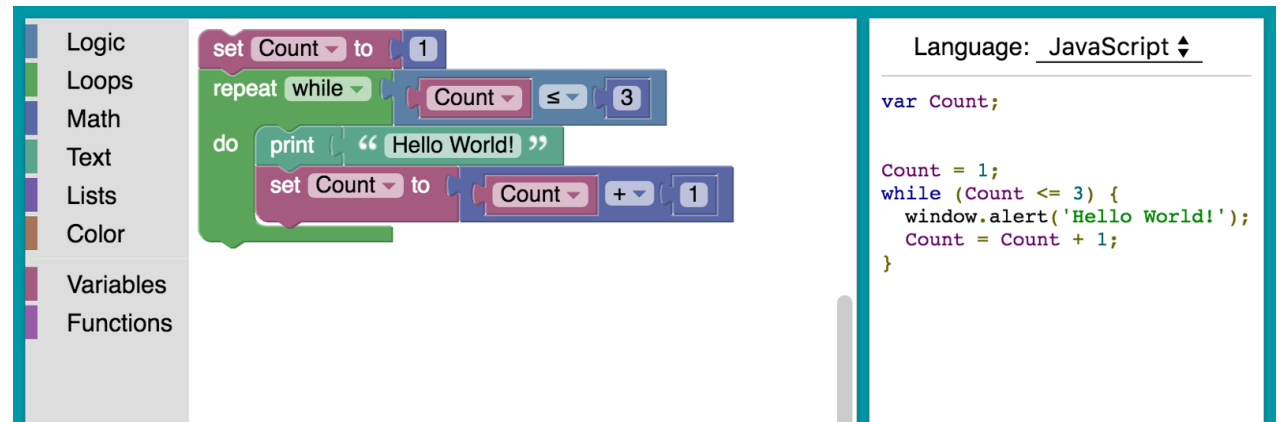 Logic
Loops
Math
Text
Lists
Color
Variables
Functions
set Count to 1
repeat while Count ≤ 3
do print “ Hello World! ”
set Count to Count + 1
Language: JavaScript
var Count;
Count = 1;
while (Count <= 3) {
window.alert('Hello World!');
Count = Count + 1;
}